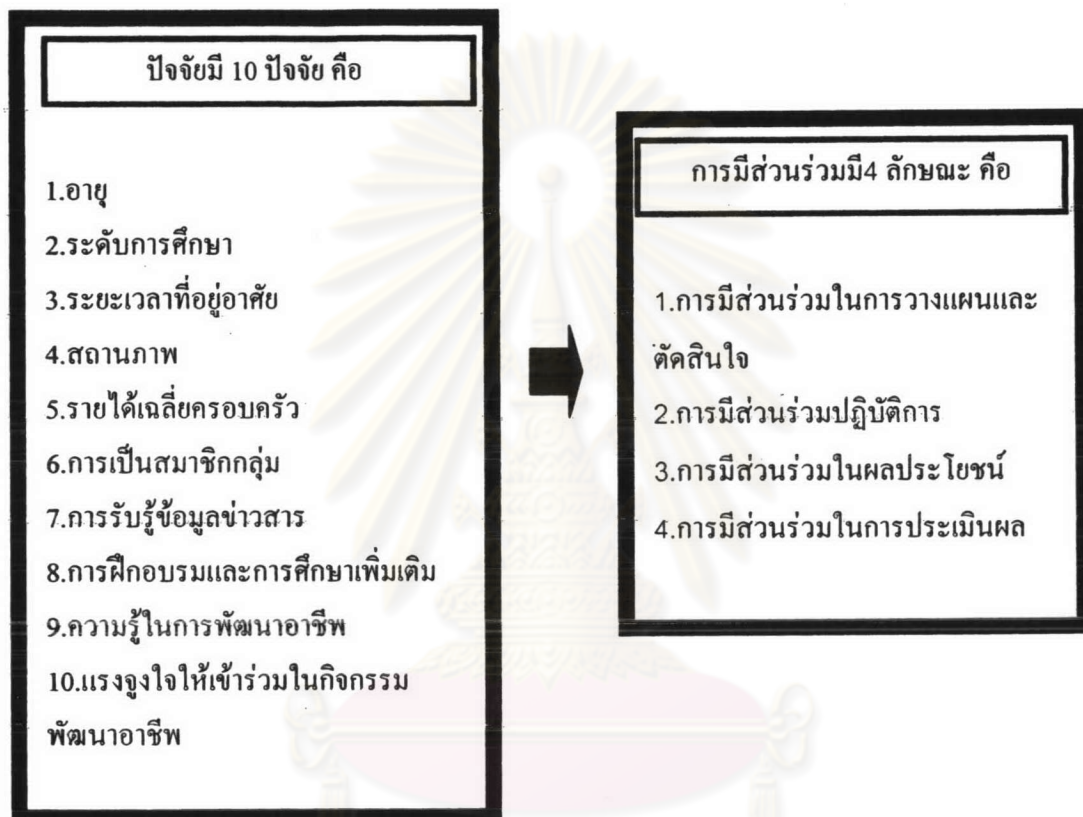 ปัจจัยมี 10 ปัจจัย คือ
1.อายุ
2.ระดับการศึกษา
3.ระยะเวลาที่อยู่อาศัย
4.สถานภาพ
5.รายได้เฉลี่ยครอบครัว
6.การเป็นสมาชิกกลุ่ม
7.การรับรู้ข้อมูลข่าวสาร
8.การฝึกอบรมและการศึกษาเพิ่มเติม
9.ความรู้ในการพัฒนาอาชีพ
10.แรงจูงใจให้เข้าร่วมในกิจกรรม
พัฒนาอาชีพ
การมีส่วนร่วมมี4 ลักษณะ คือ
1.การมีส่วนร่วมในการวางแผนและ
ตัดสินใจ
2.การมีส่วนร่วมปฏิบัติการ
3.การมีส่วนร่วมในผลประโยชน์
4.การมีส่วนร่วมในการประเมินผล